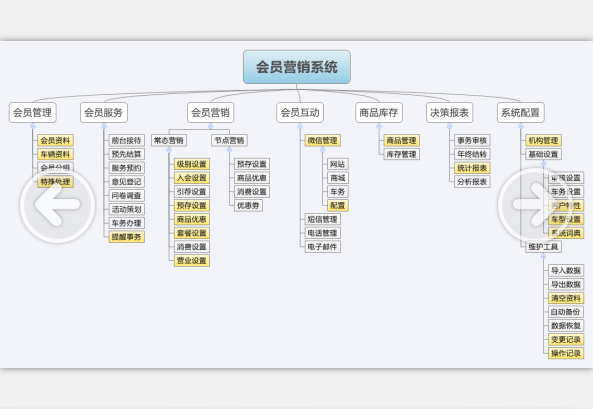 会员营销系统
会员管理
会员资料
车辆资料
会员分组
特殊处理
会员服务
前台接待
预先结算
服务预约
意见登记
问卷调查
活动策划
车务办理
提醒事务
会员营销
常态营销
级别设置
入会设置
引荐设置
预存设置
商品优惠
套餐设置
消费设置
营业设置
节点营销
预存设置
商品优惠
消费设置
优惠券
会员互动
微信管理
网站
商城
车务
配置
短信管理
电话管理
电子邮件
商品库存
商品管理
库存管理
决策报表
事务审核
年终结转
统计报表
分析报表
系统配置
机构管理
基础设置
审核设置
车务设置
客户特性
车型设置
系统词典
维护工具
导入数据
导出数据
清空资料
自动备份
数据恢复
变更记录
操作记录